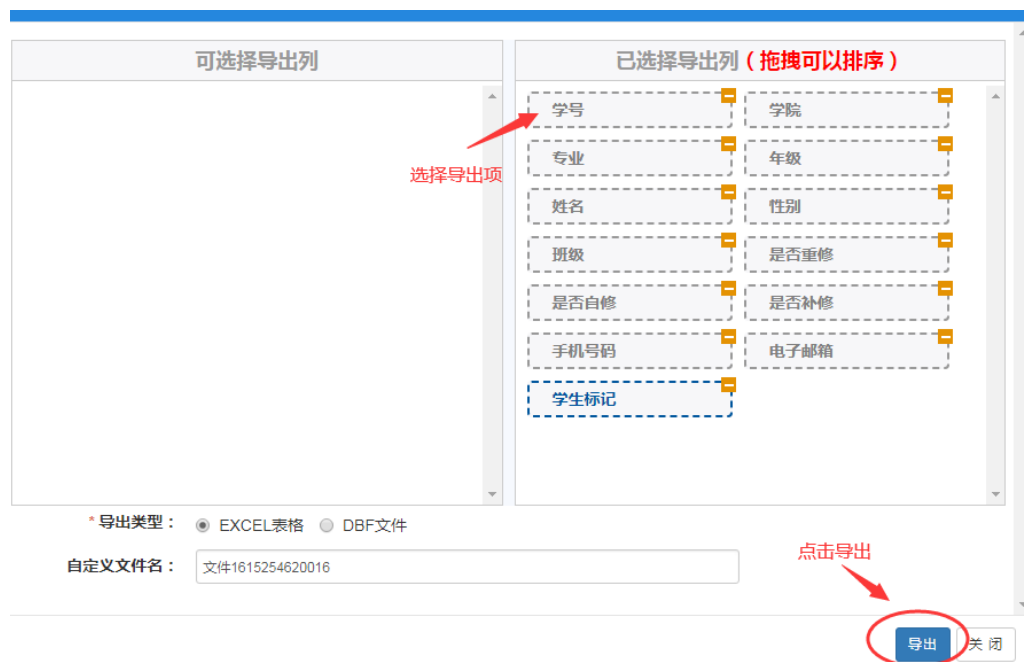 可选择导出列
已选择导出列(拖拽可以排序)
学号
学院
选择导出项
专业
年级
姓名
性别
班级
是否重修
是否自修
是否补修
手机号码
电子邮箱
学生标记
*导出类型：
EXCEL表格
DBF文件
点击导出
自定义文件名：
文件1615254620016
导出
关 闭